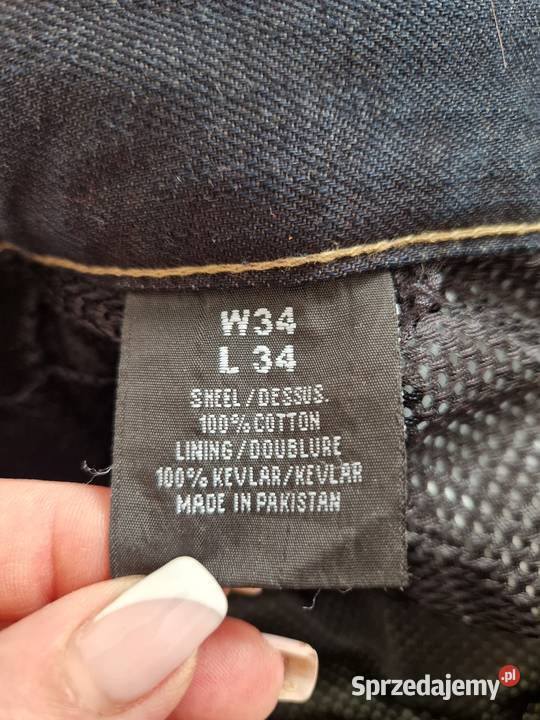 W34
L 34
SHEEL/DESSUS.
100% COTTON
LINING/DOUBLURE
100% KEVLAR/KEVLAR
MADE IN PAKISTAN
Sprzedajemy.pl